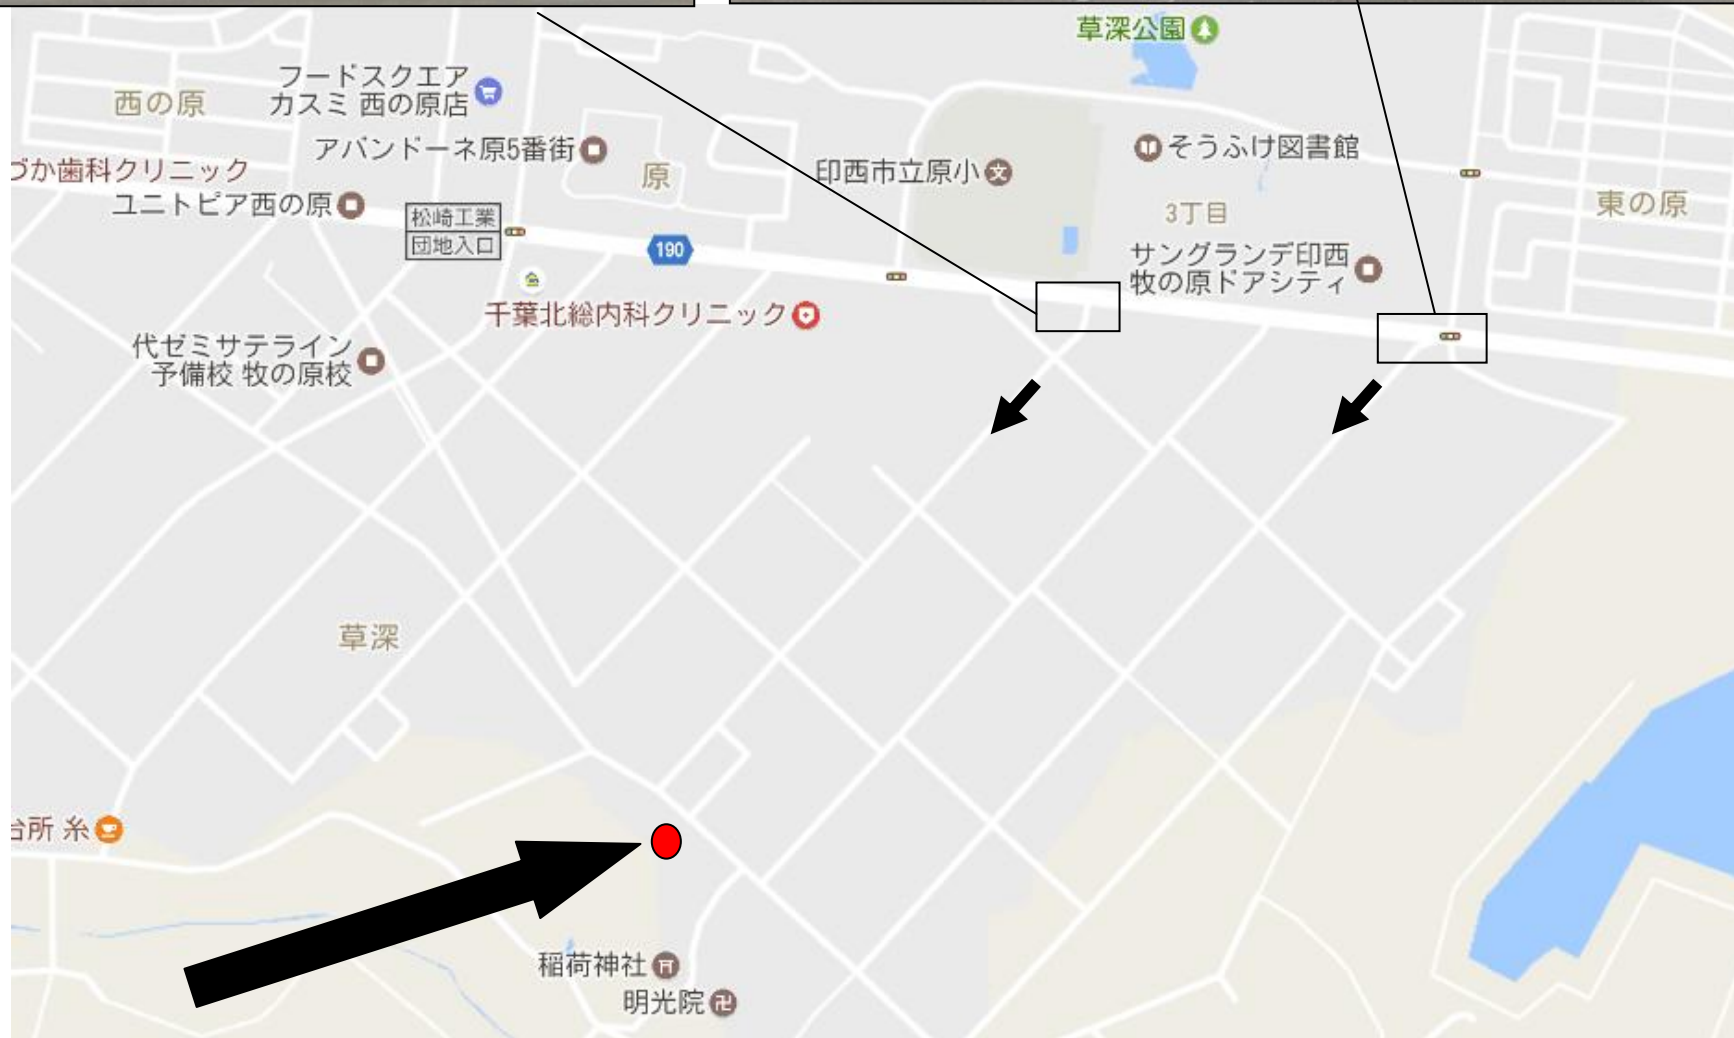 草深公園
フードスクエア
カスミ 西の原店
西の原
アバンドーネ原5番街
そうふけ図書館
づか歯科クリニック
原
印西市立原小
文
ユニトピア西の原
3丁目
東の原
松崎工業
団地入口
190
サングランデ印西
牧の原ドアシティ
千葉北総内科クリニック
代ゼミサテライン
予備校 牧の原校
草深
台所 糸
稲荷神社
明光院